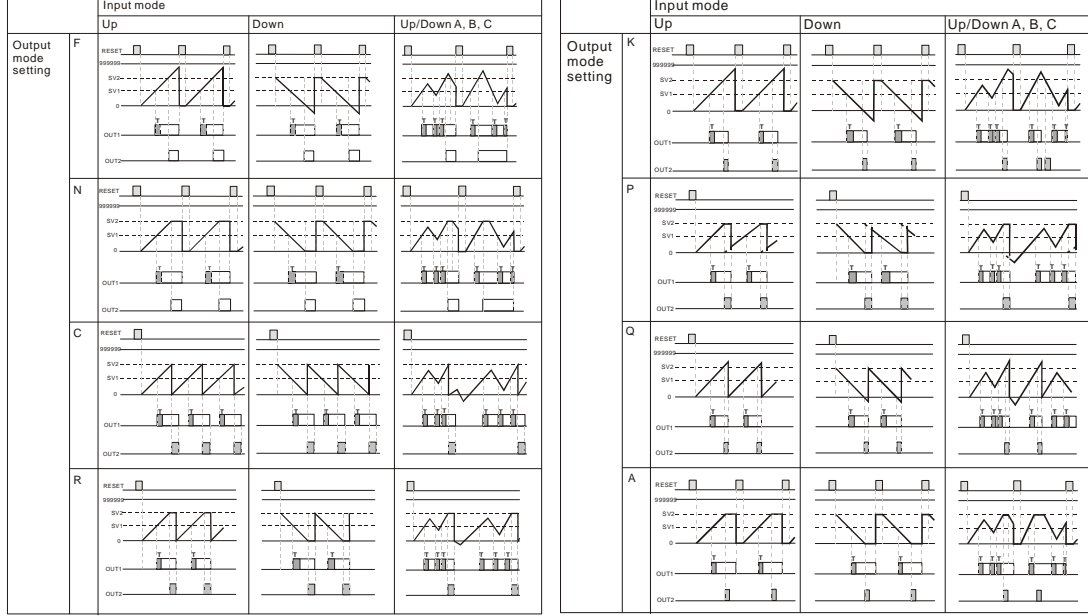 Input mode
Up Down Up/Down A, B, C
Output mode setting
F
RESET
999999
SV2
SV1
0
T T T T T T T T T T
OUT1
OUT2
N
RESET
999999
SV2
SV1
0
T T T T T T T T T T
OUT1
OUT2
C
RESET
999999
SV2
SV1
0
T T T T T T T T T T T T T
OUT1
OUT2
R
RESET
999999
SV2
SV1
0
T T T T T T T T T T
OUT1
OUT2
Input mode
Up Down Up/Down A, B, C
Output mode setting
K
RESET
999999
SV2
SV1
0
T T T T T T T T T T
OUT1
OUT2
P
RESET
999999
SV2
SV1
0
T T T T T T T T T T
OUT1
OUT2
Q
RESET
999999
SV2
SV1
0
T T T T T T T T T T
OUT1
OUT2
A
RESET
999999
SV2
SV1
0
T T T T T T T T T T
OUT1
OUT2